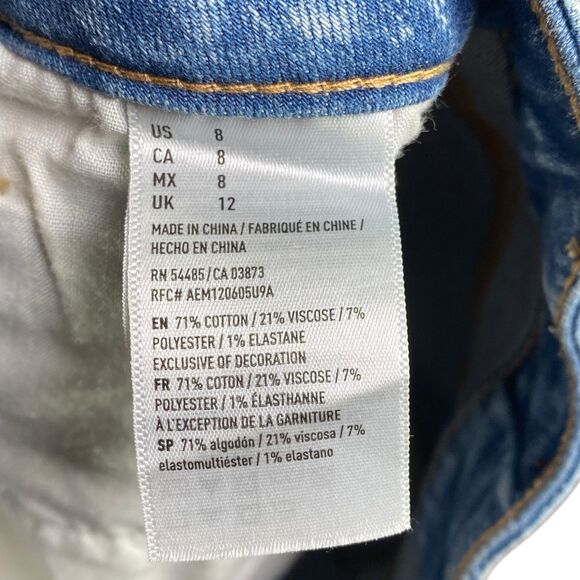 US 8
CA 8
MX 8
UK 12
MADE IN CHINA / FABRIQUÉ EN CHINE /
HECHO EN CHINA
RN 54485 / CA 03873
RFC# AEM120605U9A
EN 71% COTTON / 21% VISCOSE / 7%
POLYESTER / 1% ELASTANE
EXCLUSIVE OF DECORATION
FR 71% COTON / 21% VISCOSE / 7%
POLYESTER / 1% ÉLASTHANNE
À L'EXCEPTION DE LA GARNITURE
SP 71% algodón / 21% viscosa / 7%
elastomultiéster / 1% elastano